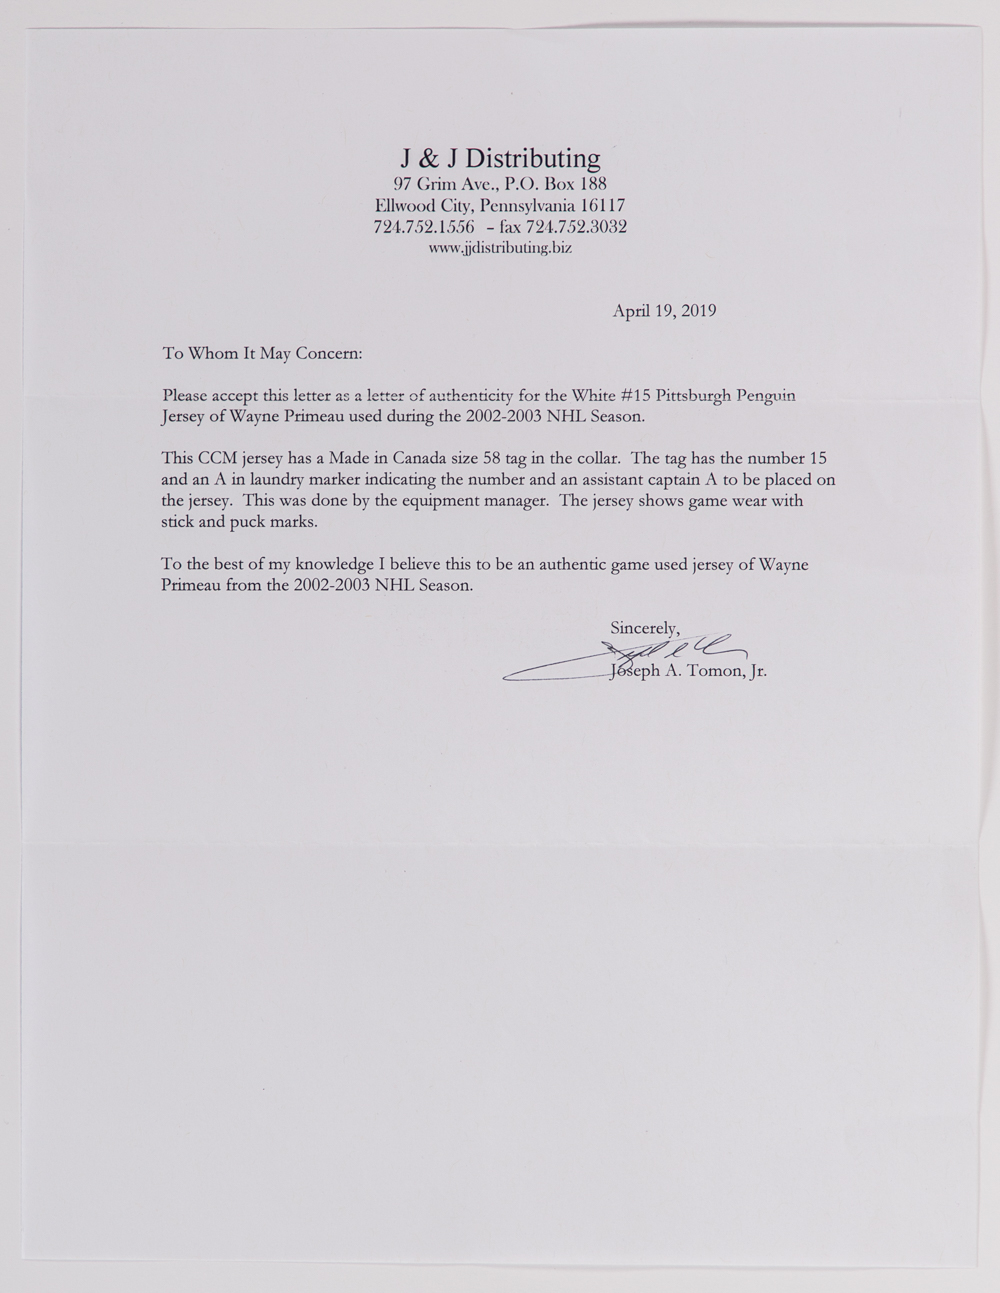 J & J Distributing
97 Grim Ave., P.O. Box 188
Ellwood City, Pennsylvania 16117
724.752.1556 - fax 724.752.3032
www.jjdistributing.biz
April 19, 2019
To Whom It May Concern:
Please accept this letter as a letter of authenticity for the White #15 Pittsburgh Penguin
Jersey of Wayne Primeau used during the 2002-2003 NHL Season.
This CCM jersey has a Made in Canada size 58 tag in the collar. The tag has the number 15
and an A in laundry marker indicating the number and an assistant captain A to be placed on
the jersey. This was done by the equipment manager. The jersey shows game wear with
stick and puck marks.
To the best of my knowledge I believe this to be an authentic game used jersey of Wayne
Primeau from the 2002-2003 NHL Season.
Sincerely,
Joseph A. Tomon, Jr.